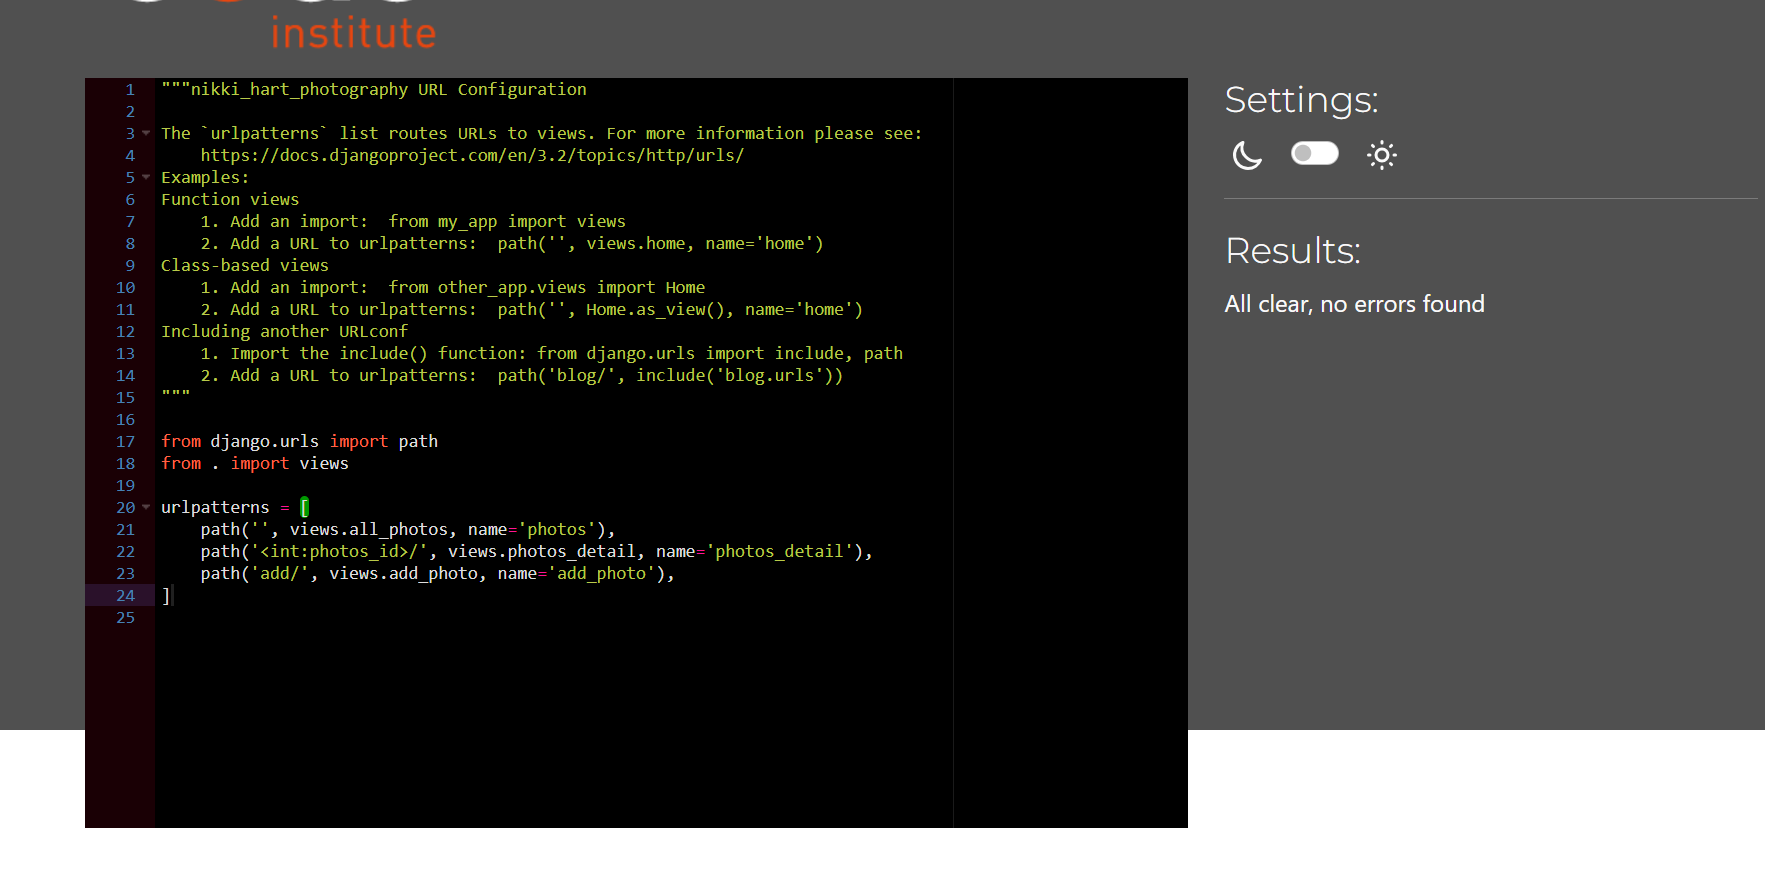 institute
1 """nikki_hart_photography URL Configuration
2
3 The `urlpatterns` list routes URLs to views. For more information please see:
4     https://docs.djangoproject.com/en/3.2/topics/http/urls/
5 Examples:
6 Function views
7     1. Add an import:  from my_app import views
8     2. Add a URL to urlpatterns:  path('', views.home, name='home')
9 Class-based views
10     1. Add an import:  from other_app.views import Home
11     2. Add a URL to urlpatterns:  path('', Home.as_view(), name='home')
12 Including another URLconf
13     1. Import the include() function: from django.urls import include, path
14     2. Add a URL to urlpatterns:  path('blog/', include('blog.urls'))
15 """
16
17 from django.urls import path
18 from . import views
19
20 urlpatterns = [
21     path('', views.all_photos, name='photos'),
22     path('<int:photos_id>/', views.photos_detail, name='photos_detail'),
23     path('add/', views.add_photo, name='add_photo'),
24 ]
25
Settings:
Results:
All clear, no errors found